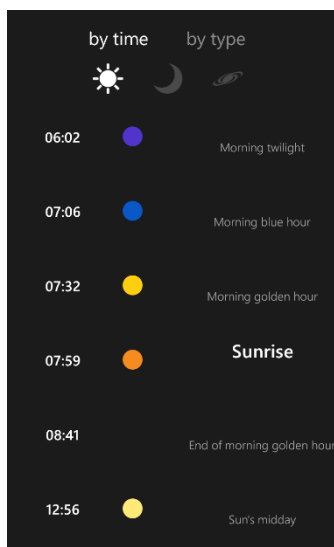 by time by type
06:02 Morning twilight
07:06 Morning blue hour
07:32 Morning golden hour
07:59 Sunrise
08:41 End of morning golden hour
12:56 Sun's midday